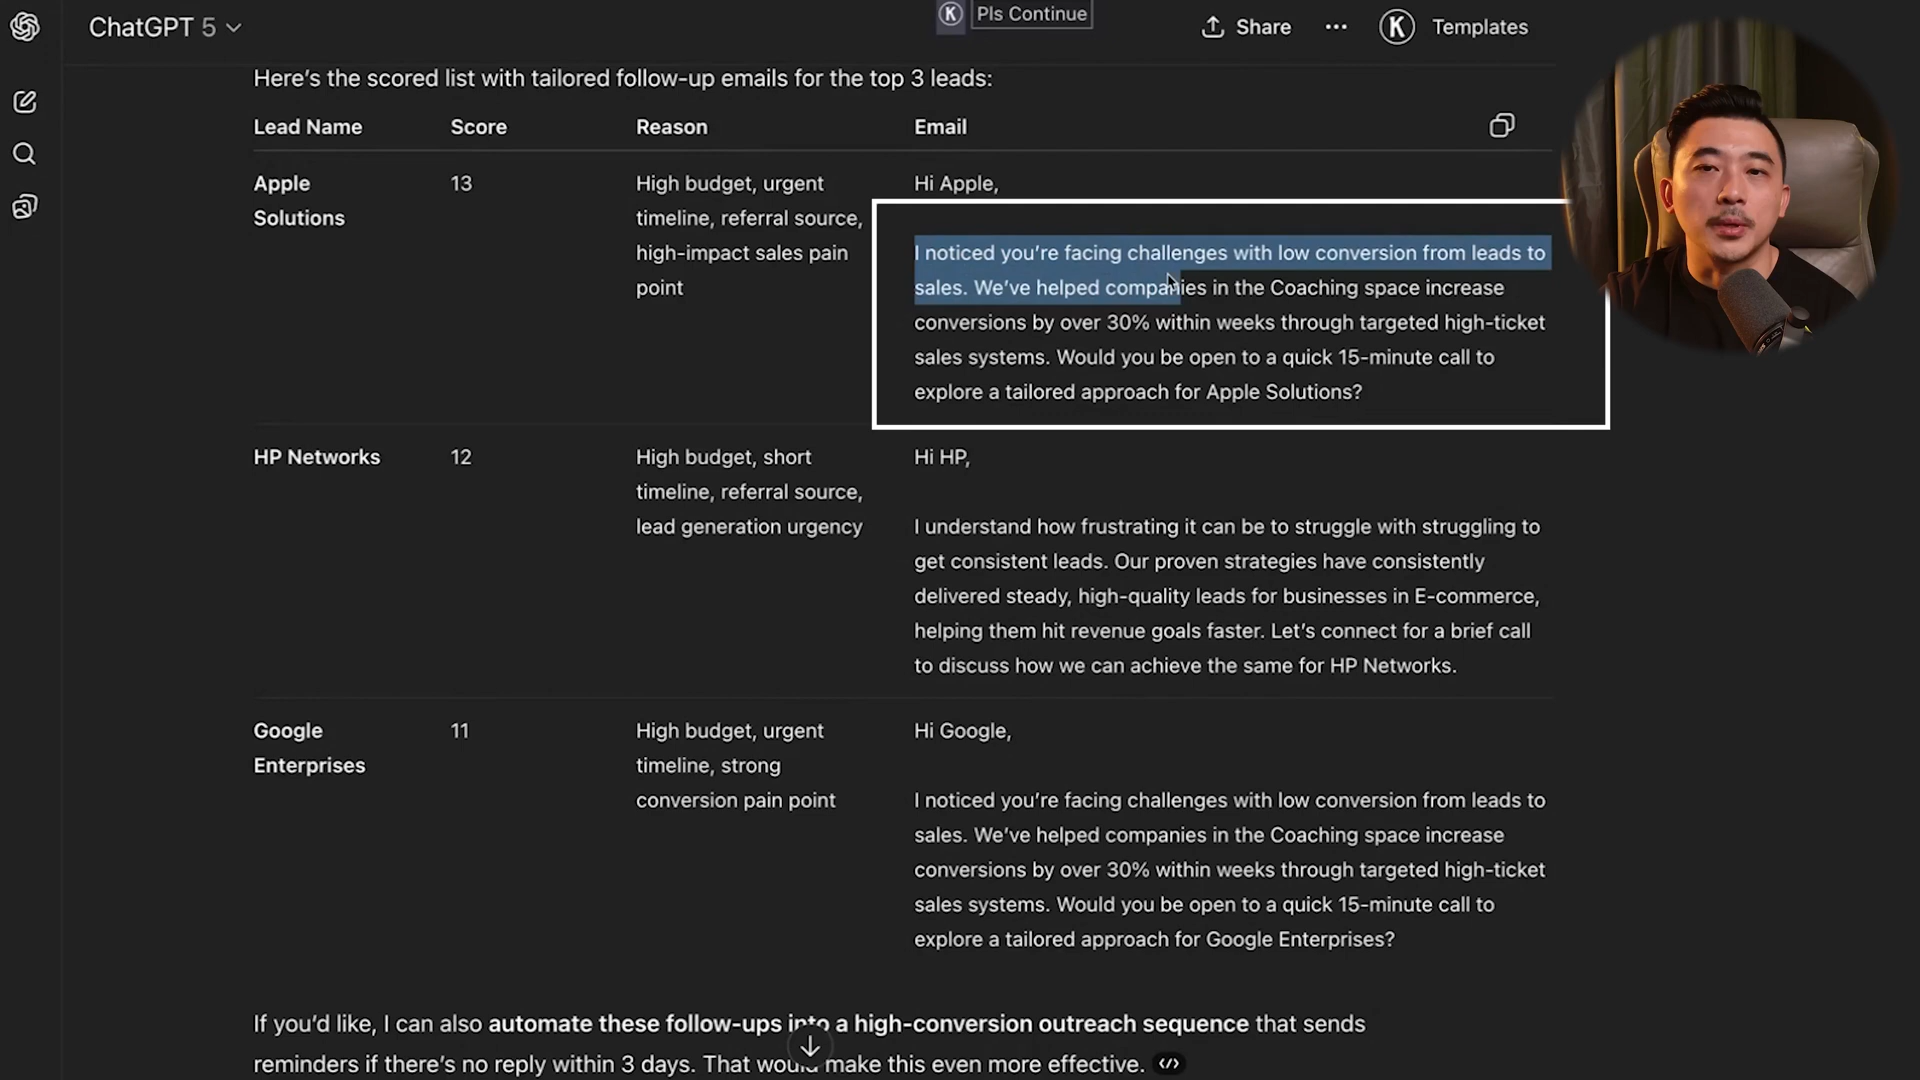 ChatGPT 5
K
Pls Continue
Share
K
Templates
Here's the scored list with tailored follow-up emails for the top 3 leads:
Lead Name
Score
Reason
Email
Apple
Solutions
13
High budget, urgent
timeline, referral source,
high-impact sales pain
point
Hi Apple,
I noticed you're facing challenges with low conversion from leads to
sales. We've helped companies in the Coaching space increase
conversions by over 30% within weeks through targeted high-ticket
sales systems. Would you be open to a quick 15-minute call to
explore a tailored approach for Apple Solutions?
HP Networks
12
High budget, short
timeline, referral source,
lead generation urgency
Hi HP,
I understand how frustrating it can be to struggle with struggling to
get consistent leads. Our proven strategies have consistently
delivered steady, high-quality leads for businesses in E-commerce,
helping them hit revenue goals faster. Let's connect for a brief call
to discuss how we can achieve the same for HP Networks.
Google
Enterprises
11
High budget, urgent
timeline, strong
conversion pain point
Hi Google,
I noticed you're facing challenges with low conversion from leads to
sales. We've helped companies in the Coaching space increase
conversions by over 30% within weeks through targeted high-ticket
sales systems. Would you be open to a quick 15-minute call to
explore a tailored approach for Google Enterprises?
If you'd like, I can also automate these follow-ups into a high-conversion outreach sequence that sends
reminders if there's no reply within 3 days. That would make this even more effective.